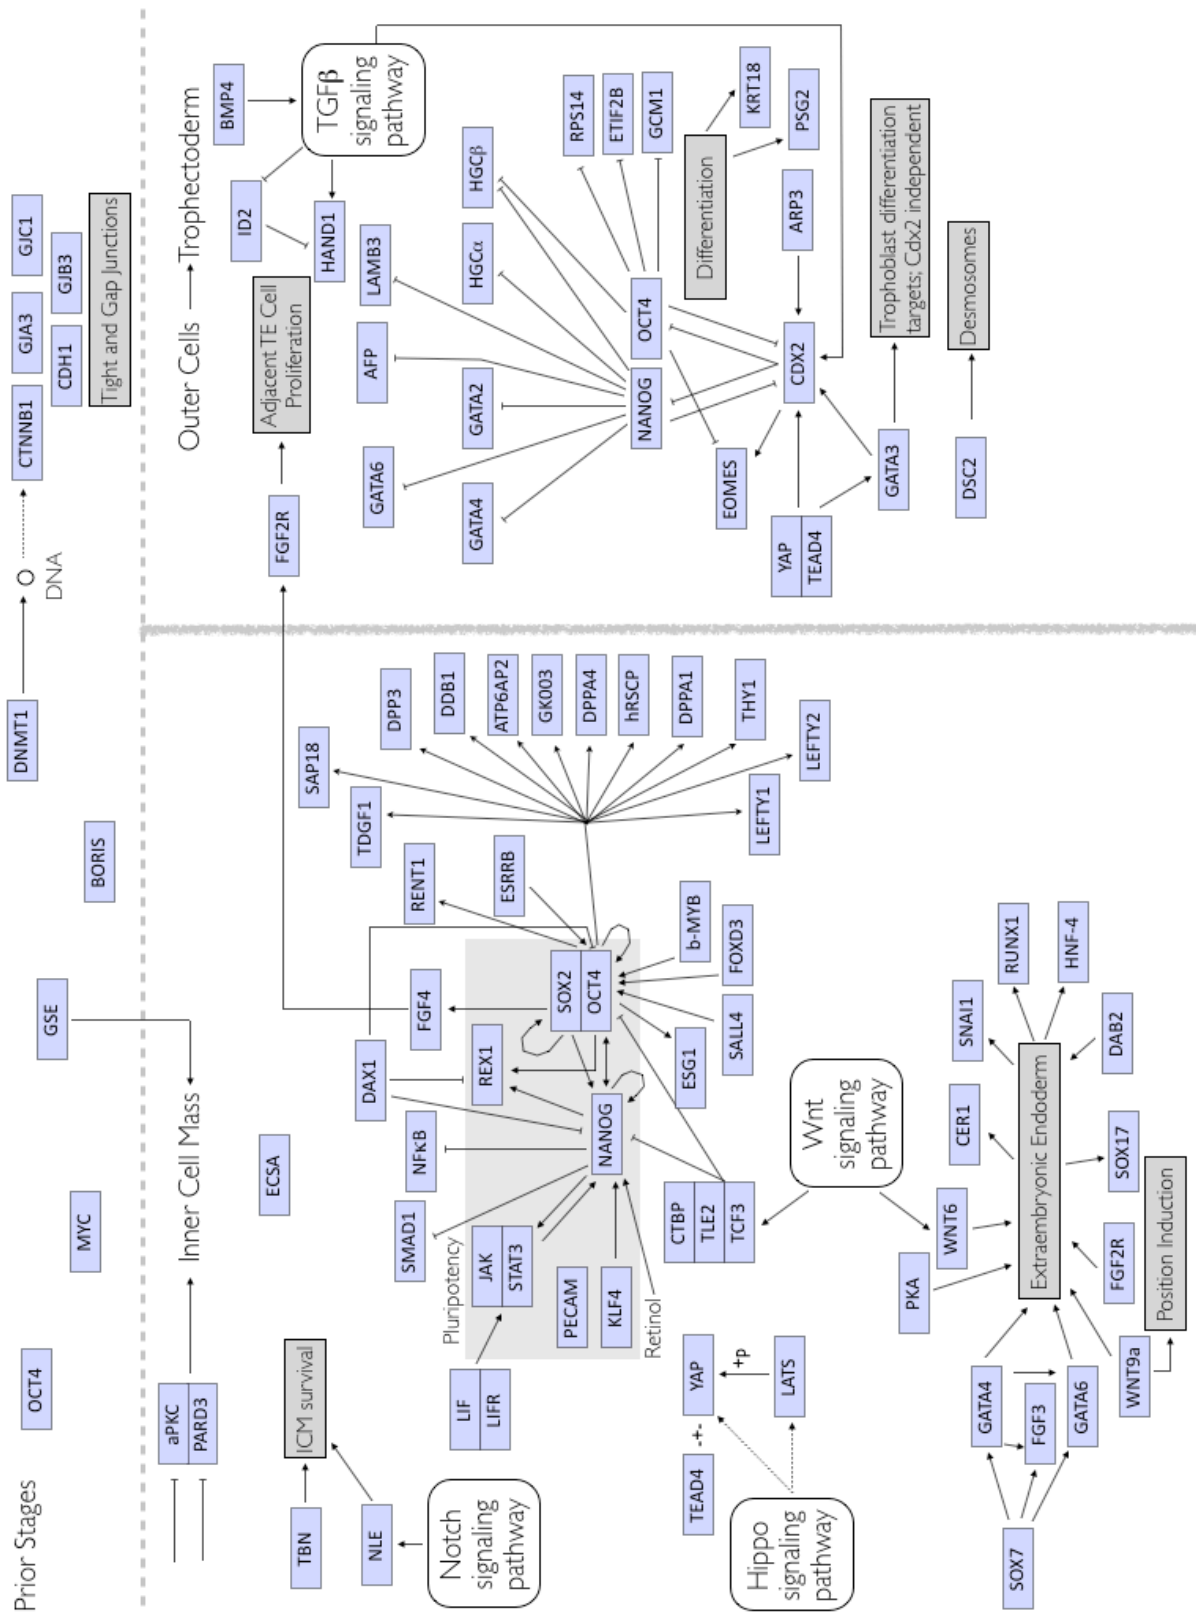 Prior Stages
OCT4
MYC
GSE
BORIS
DNMT1
DNA
CTNNB1
GJA3
GJC1
CDH1
GJB3
Tight and Gap Junctions
aPKC
PARD3
Inner Cell Mass
Outer Cells
Trophectoderm
TBN
NLE
ICM survival
Notch
signaling
pathway
ECSA
DAX1
SMAD1
NFκB
FGF4
RENT1
TDGF1
SAP18
Pluripotency
LIF
LIFR
JAK
STAT3
REX1
SOX2
OCT4
ESRRB
PECAM
KLF4
NANOG
Retinol
DPP3
DDB1
ATP6AP2
GK003
DPPA4
hRSCP
DPPA1
THY1
LEFTY2
LEFTY1
CTBP
TLE2
TCF3
ESG1
SALL4
FOXD3
b-MYB
TEAD4
-+-
YAP
+p
LATS
Hippo
signaling
pathway
Wnt
signaling
pathway
PKA
WNT6
CER1
SNAI1
RUNX1
HNF-4
DAB2
SOX17
FGF2R
Extraembryonic Endoderm
SOX7
GATA4
FGF3
GATA6
WNT9a
Position Induction
FGF2R
Adjacent TE Cell
Proliferation
BMP4
TGFβ
signaling
pathway
ID2
HAND1
GATA6
AFP
LAMB3
GATA4
GATA2
HGCα
HGCβ
NANOG
OCT4
RPS14
ETIF2B
GCM1
Differentiation
KRT18
PSG2
EOMES
CDX2
ARP3
YAP
TEAD4
GATA3
Trophoblast differentiation
targets; Cdx2 independent
DSC2
Desmosomes